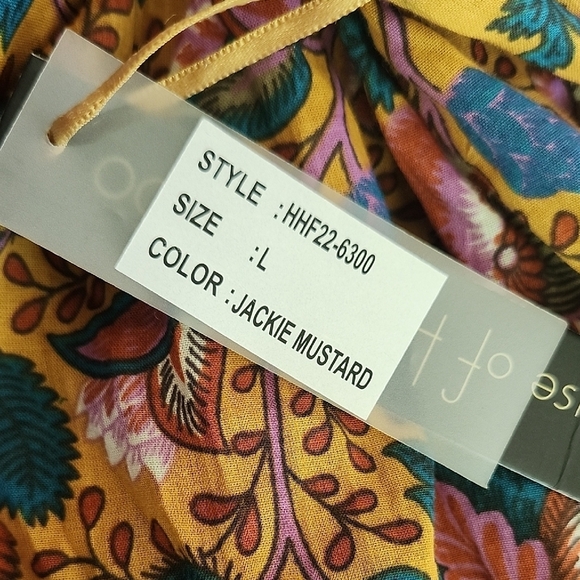 STYLE : HHF22-6300
SIZE : L
COLOR : JACKIE MUSTARD